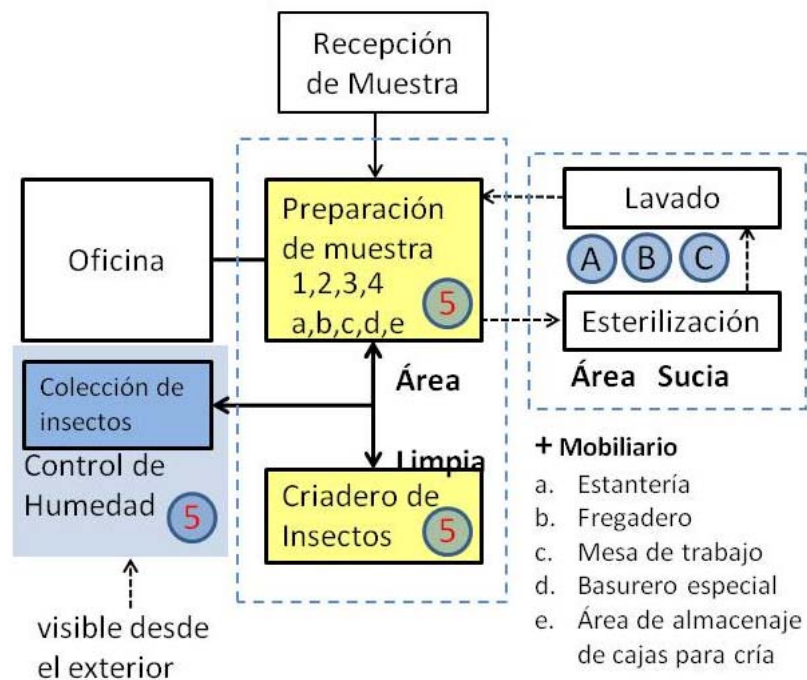 Recepción
de Muestra
Preparación
de muestra
1,2,3,4
a,b,c,d,e
5
Oficina
Lavado
A B C
Esterilización
Área Sucia
Colección de
insectos
Control de
Humedad
5
Área
Limpia
Criadero de
Insectos
5
visible desde
el exterior
+ Mobiliario
a. Estantería
b. Fregadero
c. Mesa de trabajo
d. Basurero especial
e. Área de almacenaje
de cajas para cría